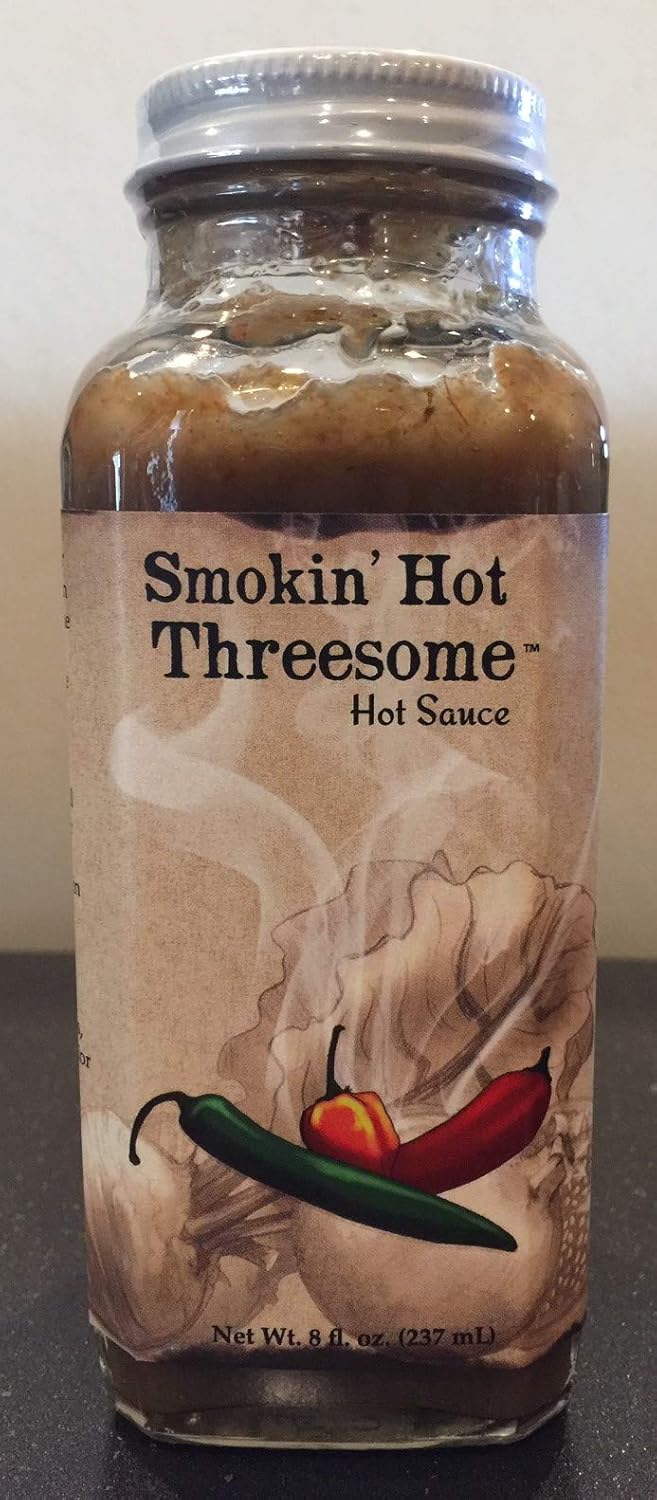 Smokin' Hot
Threesome™
Hot Sauce
Net Wt. 8 fl. oz. (237 mL)